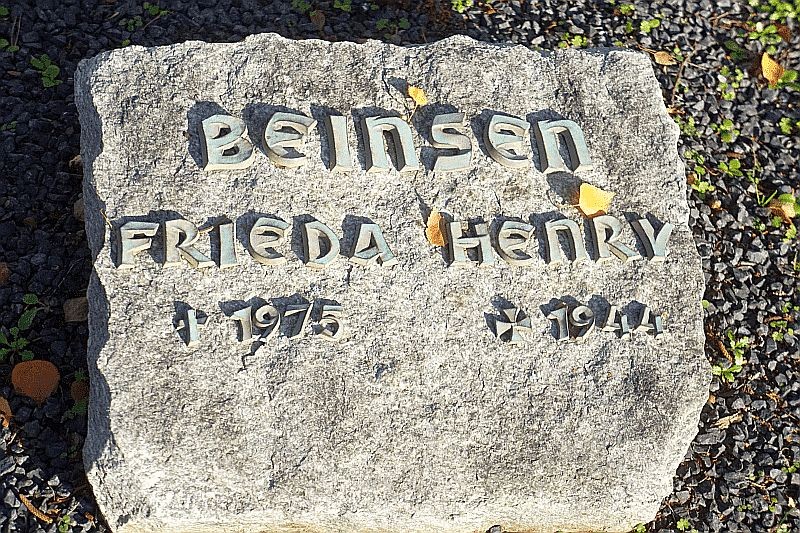 BEINSEN
FRIEDA HENRY
✝ 1975 ✠ 1944